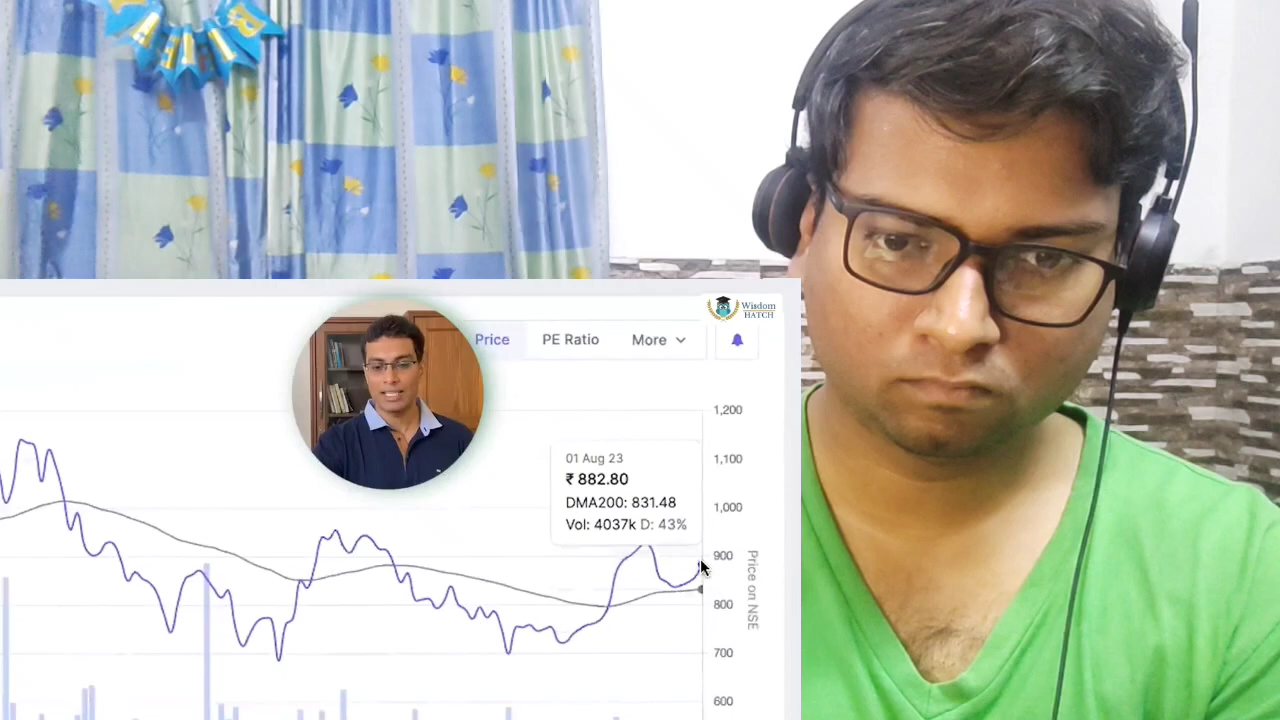 Wisdom
HATCH
Price
PE Ratio
More
1,200
1,100
1,000
900
800
700
600
Price on NSE
01 Aug 23
₹ 882.80
DMA200: 831.48
Vol: 4037k D: 43%